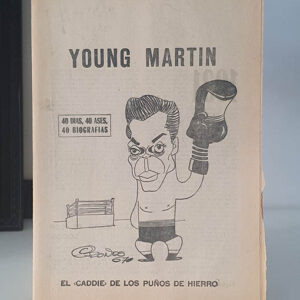 YOUNG MARTIN
40 DIAS, 40 ASES,
40 BIOGRAFIAS
EL «CADDIE» DE LOS PUÑOS DE HIERRO